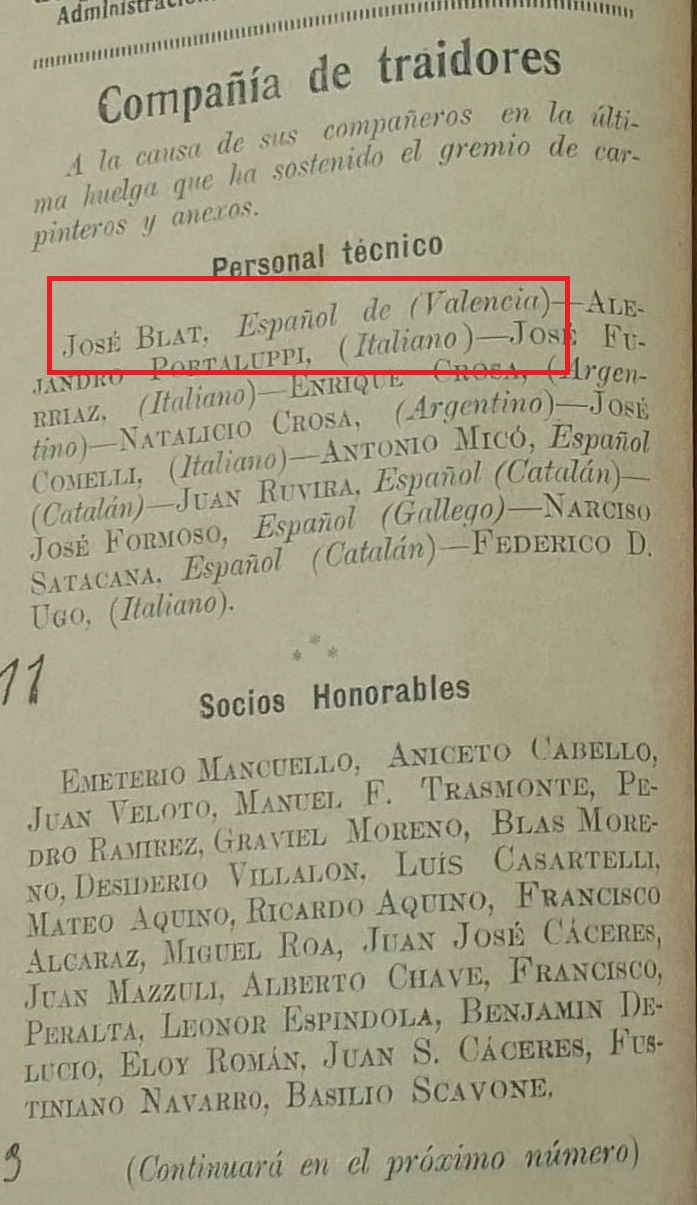 Compañía de traidores
A la causa de sus compañeros en la últi-
ma huelga que ha sostenido el gremio de car-
pinteros y anexos.
Personal técnico
JOSÉ BLAT, Español de (Valencia)—ALE-
JANDRO PORTALUPPI, (Italiano)—JOSÉ FU-
RRIAZ, (Italiano)—ENRIQUE CROSA, (Argen-
tino)—NATALICIO CROSA, (Argentino)—JOSÉ
COMELLI, (Italiano)—ANTONIO MICÓ, Español
(Catalán)—JUAN RUVIRA, Español (Catalán)—
JOSÉ FORMOSO, Español (Gallego)—NARCISO
SATACANA, Español (Catalán)—FEDERICO D.
UGO, (Italiano).
***
11
Socios Honorables
EMETERIO MANCUELLO, ANICETO CABELLO,
JUAN VELOTO, MANUEL F. TRASMONTE, PE-
DRO RAMIREZ, GRAVIEL MORENO, BLAS MORE-
NO, DESIDERIO VILLALON, LUÍS CASARTELLI,
MATEO AQUINO, RICARDO AQUINO, FRANCISCO
ALCARAZ, MIGUEL ROA, JUAN JOSÉ CÁCERES,
JUAN MAZZULI, ALBERTO CHAVE, FRANCISCO,
PERALTA, LEONOR ESPINDOLA, BENJAMIN DE-
LUCIO, ELOY ROMÁN, JUAN S. CÁCERES, FUS-
TINIANO NAVARRO, BASILIO SCAVONE.
(Continuará en el próximo número)